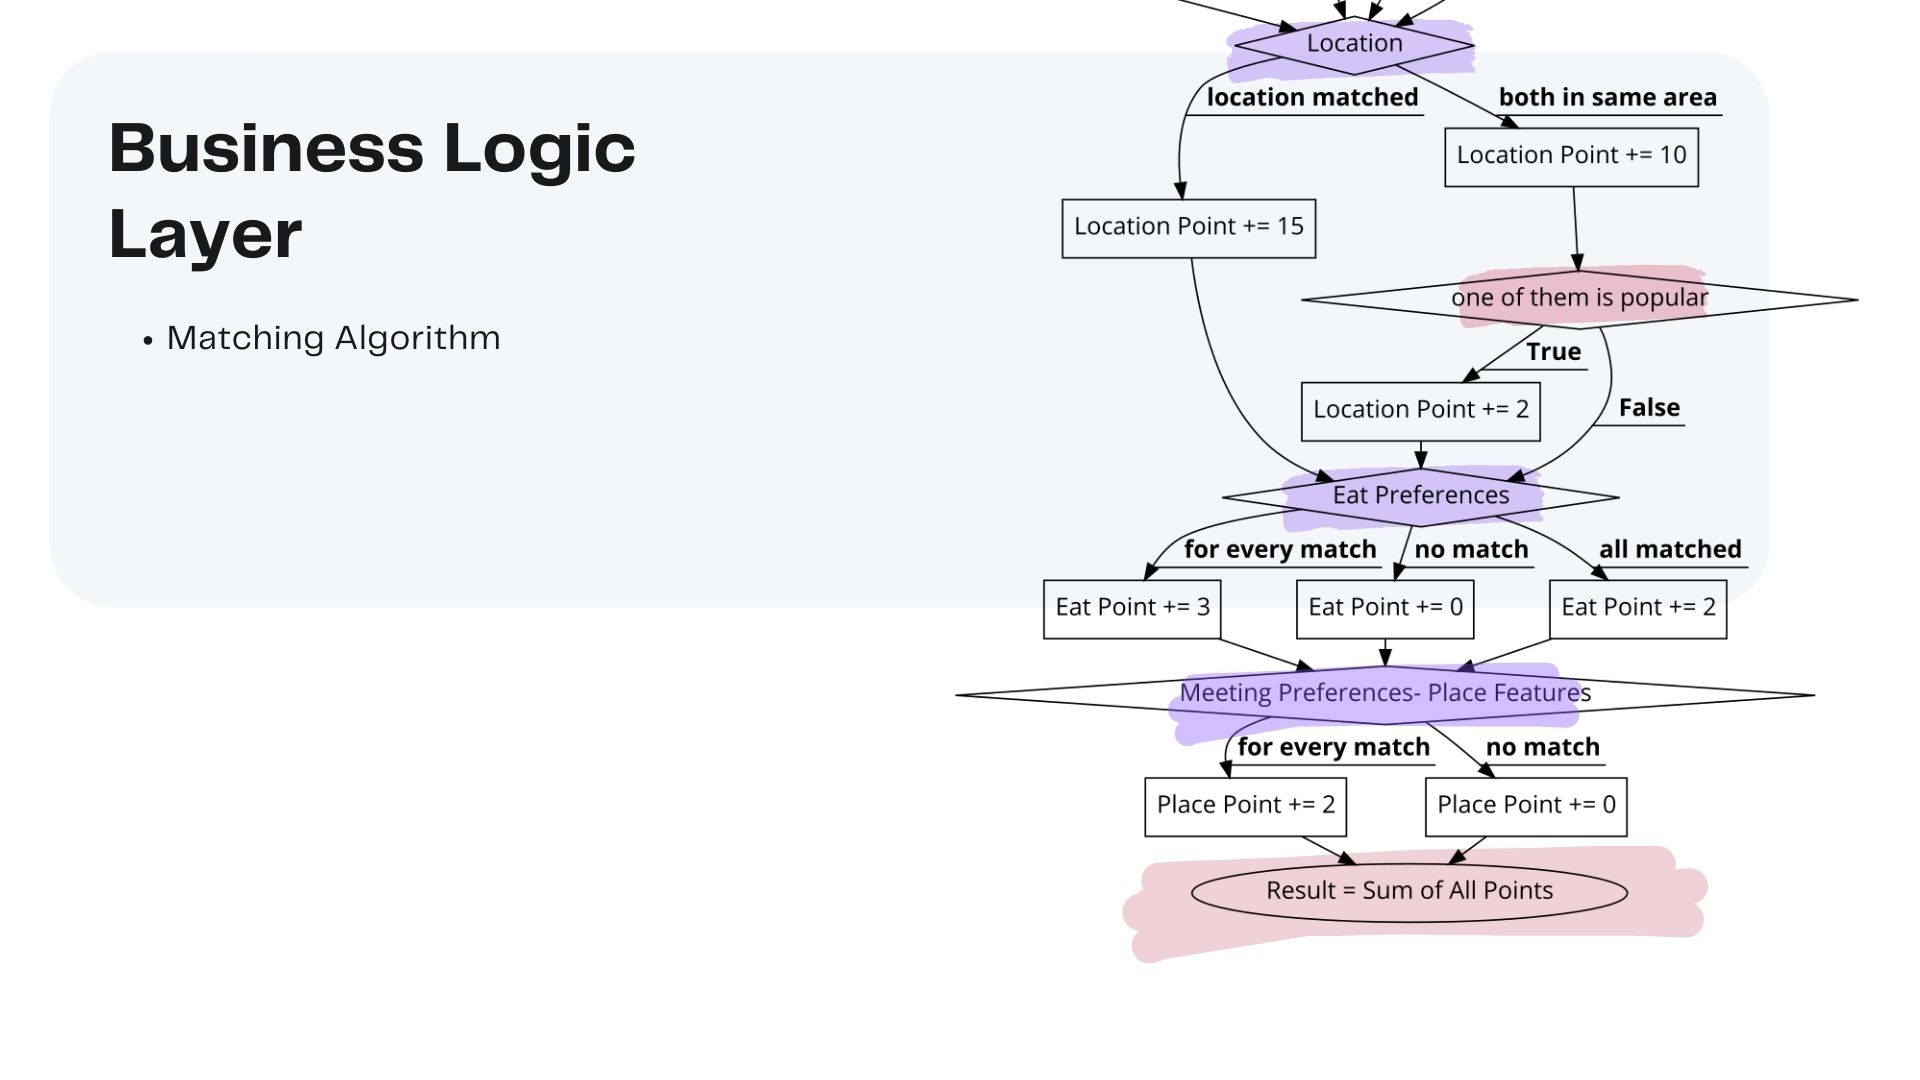 Business Logic
Layer
• Matching Algorithm
Location
location matched
both in same area
Location Point += 10
Location Point += 15
one of them is popular
True
Location Point += 2
False
Eat Preferences
for every match
no match
all matched
Eat Point += 3
Eat Point += 0
Eat Point += 2
Meeting Preferences- Place Features
for every match
no match
Place Point += 2
Place Point += 0
Result = Sum of All Points